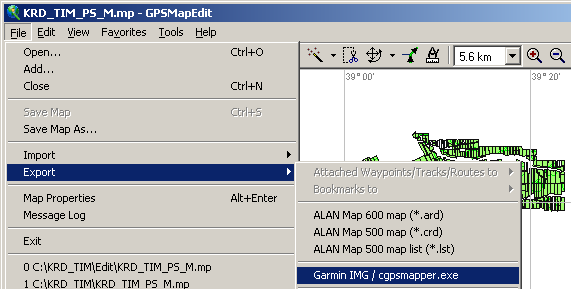 KRD_TIM_PS_M.mp - GPSMapEdit
File Edit View Favorites Tools Help
Open... Ctrl+O
Add...
Close Ctrl+N
Save Map Ctrl+S
Save Map As...
Import
Export
Map Properties Alt+Enter
Message Log
Exit
0 C:\KRD_TIM\Edit\KRD_TIM_PS_M.mp
1 C:\KRD_TIM\KRD_TIM_PS_M.mp
5.6 km
39° 00' 39° 20'
Attached Waypoints/Tracks/Routes to
Bookmarks to
ALAN Map 600 map (*.ard)
ALAN Map 500 map (*.crd)
ALAN Map 500 map list (*.lst)
Garmin IMG / cgpsmapper.exe